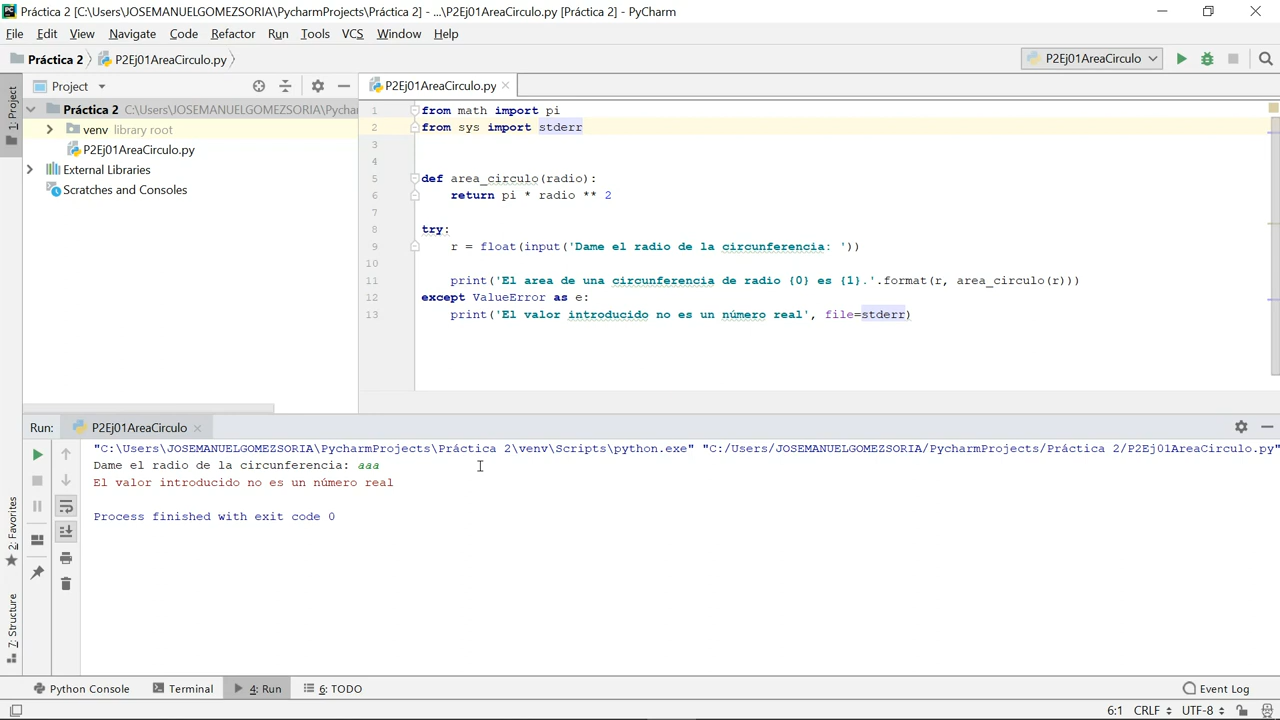 Práctica 2 [C:\Users\JOSEMANUELGOMEZSORIA\PycharmProjects\Práctica 2] - ...\P2Ej01AreaCirculo.py [Práctica 2] - PyCharm
File Edit View Navigate Code Refactor Run Tools VCS Window Help
Práctica 2 P2Ej01AreaCirculo.py P2Ej01AreaCirculo
Project P2Ej01AreaCirculo.py
1: Project
Práctica 2 C:\Users\JOSEMANUELGOMEZSORIA\Pycha
venv library root
P2Ej01AreaCirculo.py
External Libraries
Scratches and Consoles
1 from math import pi
2 from sys import stderr
3
4
5 def area_circulo(radio):
6 return pi * radio ** 2
7
8 try:
9 r = float(input('Dame el radio de la circunferencia: '))
10
11 print('El area de una circunferencia de radio {0} es {1}.'.format(r, area_circulo(r)))
12 except ValueError as e:
13 print('El valor introducido no es un número real', file=stderr)
Run: P2Ej01AreaCirculo
"C:\Users\JOSEMANUELGOMEZSORIA\PycharmProjects\Práctica 2\venv\Scripts\python.exe" "C:/Users/JOSEMANUELGOMEZSORIA/PycharmProjects/Práctica 2/P2Ej01AreaCirculo.py"
Dame el radio de la circunferencia: aaa
El valor introducido no es un número real
Process finished with exit code 0
2: Favorites
7: Structure
Python Console Terminal 4: Run 6: TODO Event Log
6:1 CRLF UTF-8